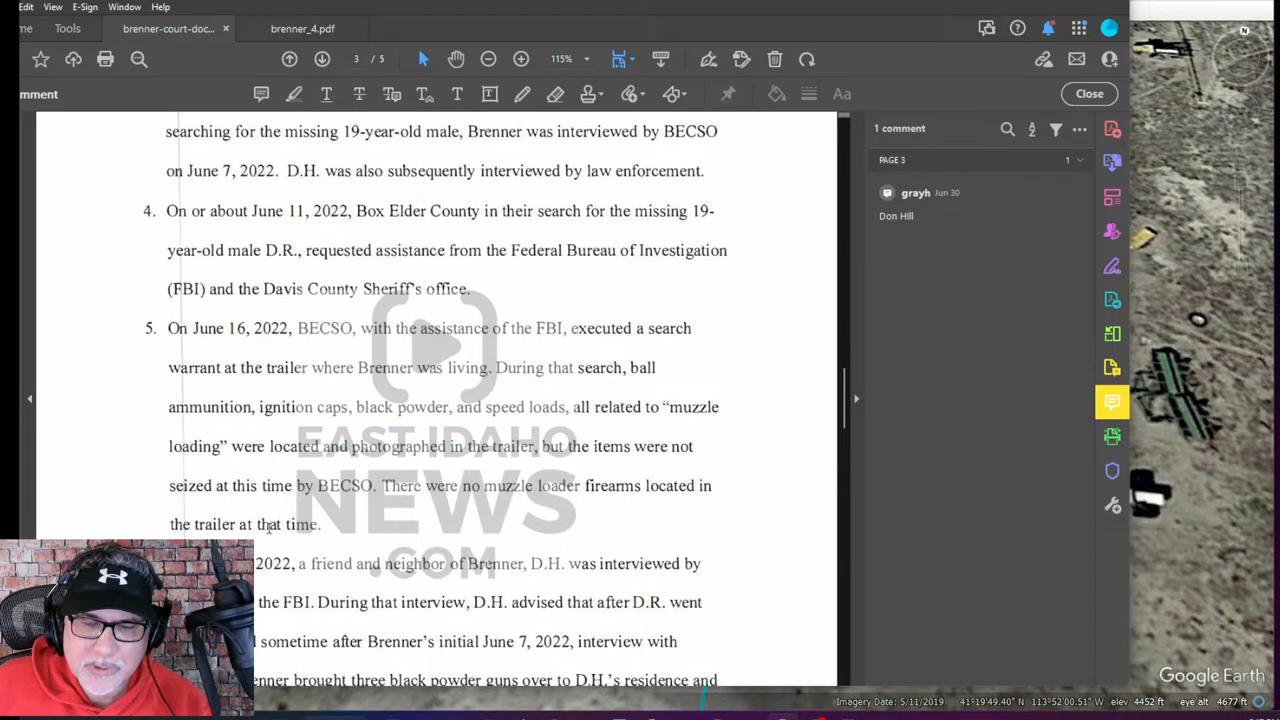 Edit View Window Help E-Sign
Tools brenner-court-doc... × brenner_4.pdf
3 / 5 115%
mment Close
searching for the missing 19-year-old male, Brenner was interviewed by BECSO
on June 7, 2022. D.H. was also subsequently interviewed by law enforcement.
4. On or about June 11, 2022, Box Elder County in their search for the missing 19-
year-old male D.R., requested assistance from the Federal Bureau of Investigation
(FBI) and the Davis County Sheriff's office.
5. On June 16, 2022, BECSO, with the assistance of the FBI, executed a search
warrant at the trailer where Brenner was living. During that search, ball
ammunition, ignition caps, black powder, and speed loads, all related to “muzzle
loading” were located and photographed in the trailer, but the items were not
seized at this time by BECSO. There were no muzzle loader firearms located in
the trailer at that time.
2022, a friend and neighbor of Brenner, D.H. was interviewed by
the FBI. During that interview, D.H. advised that after D.R. went
sometime after Brenner's initial June 7, 2022, interview with
enner brought three black powder guns over to D.H.'s residence and
EAST IDAHO
NEWS
.COM
1 comment
PAGE 3 1
grayh Jun 30
Don Hill
N
Google Earth
Imagery Date: 5/11/2019 41°19'49.40" N 113°52'00.51" W elev 4452 ft eye alt 4677 ft